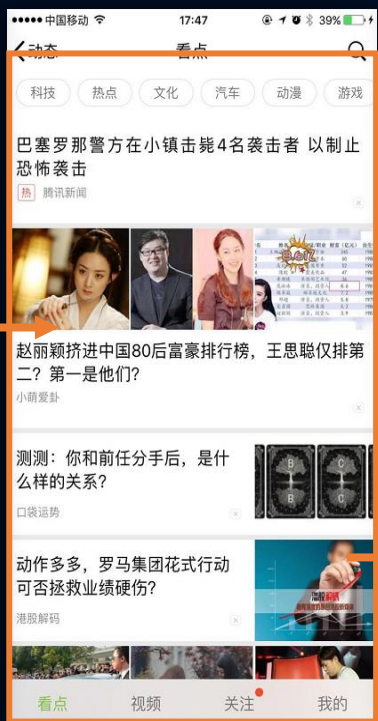 中国移动 17:47 39%
动态 看点
科技 热点 文化 汽车 动漫 游戏
巴塞罗那警方在小镇击毙4名袭击者 以制止
恐怖袭击
热 腾讯新闻
赵丽颖挤进中国80后富豪排行榜，王思聪仅排第
二？第一是他们？
小萌爱卦
测测：你和前任分手后，是什
么样的关系？
口袋运势
B C
B C
动作多多，罗马集团花式行动
可否拯救业绩硬伤？
港股解码
港股解码
看点 视频 关注 我的